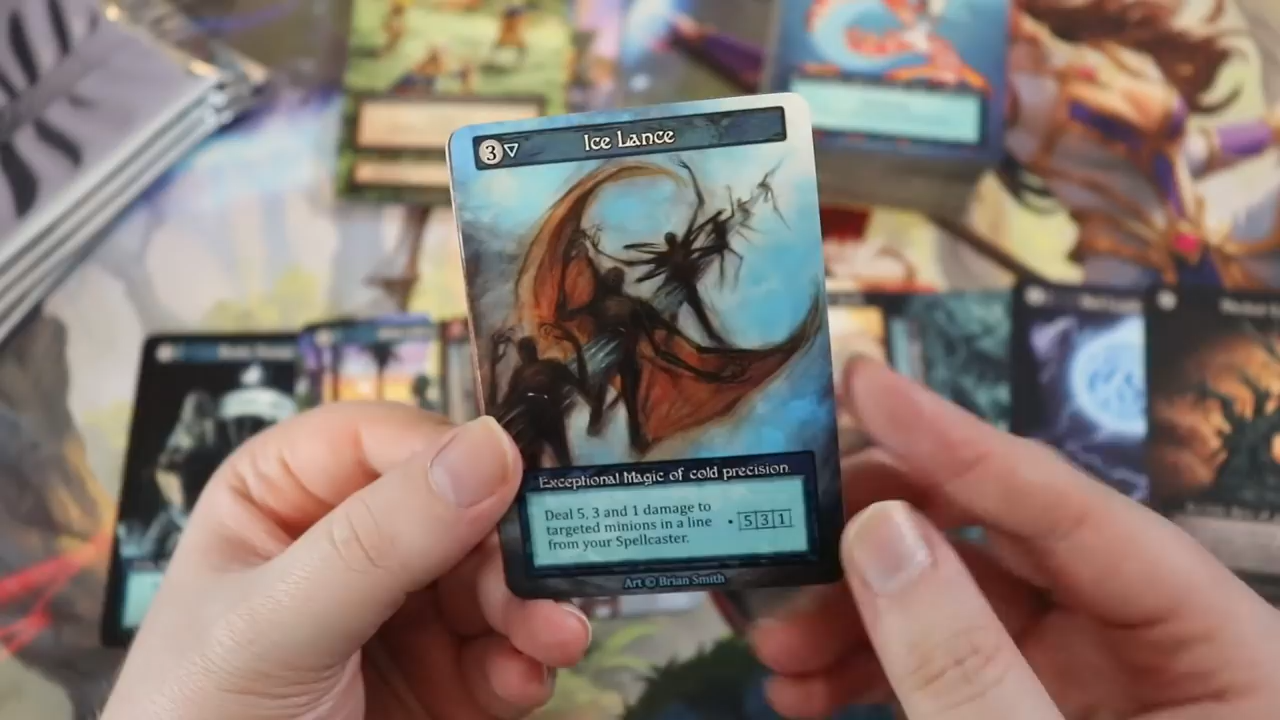 3 Ice Lance
Exceptional Magic of cold precision.
Deal 5, 3 and 1 damage to
targeted minions in a line
from your Spellcaster.
• 5 3 1
Art © Brian Smith